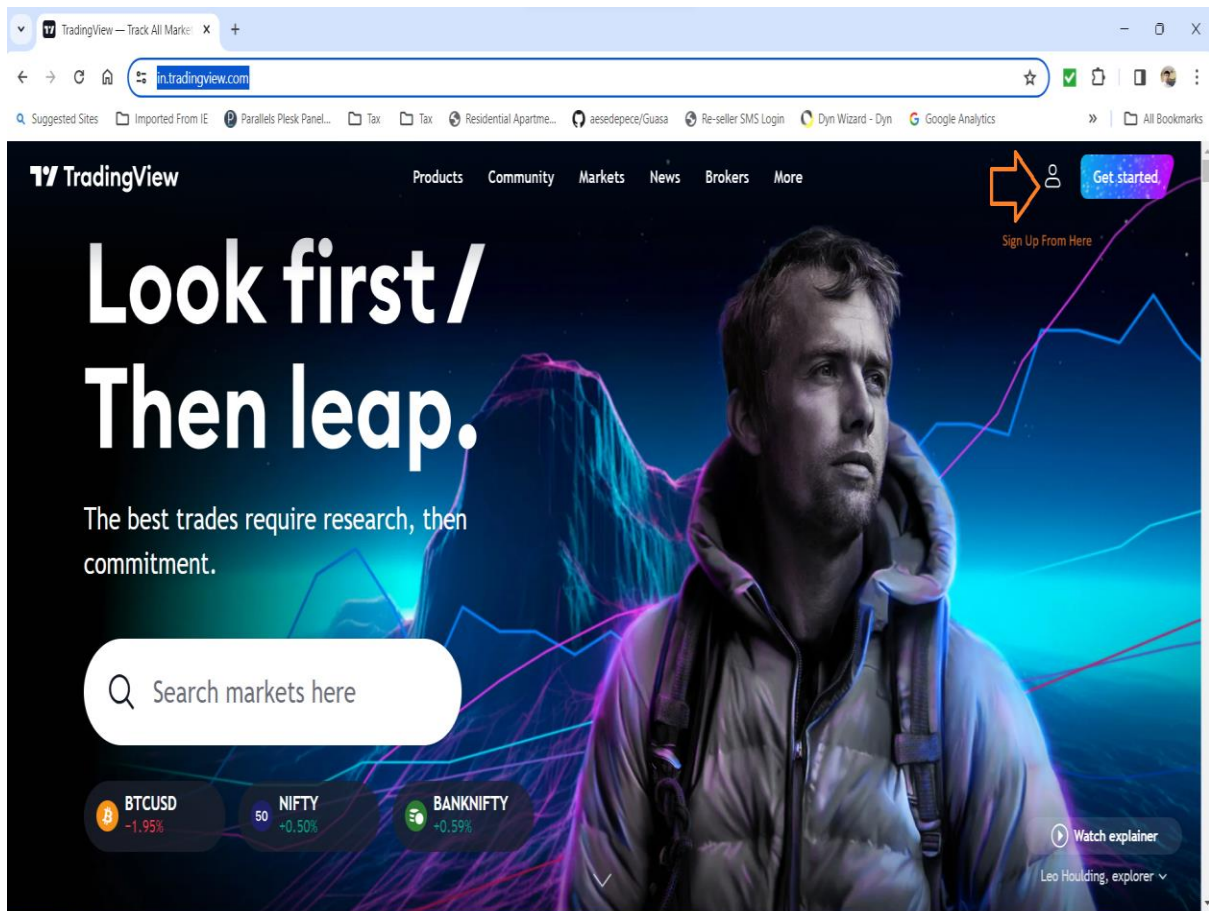 TradingView — Track All Market
in.tradingview.com
Suggested Sites Imported From IE Parallels Plesk Panel... Tax Tax Residential Apartme... aesedepece/Guasa Re-seller SMS Login Dyn Wizard - Dyn Google Analytics » All Bookmarks
TradingView Products Community Markets News Brokers More Get started
Sign Up From Here
Look first /
Then leap.
The best trades require research, then
commitment.
Search markets here
BTCUSD
−1.95%
50
NIFTY
+0.50%
BANKNIFTY
+0.59%
Watch explainer
Leo Houlding, explorer